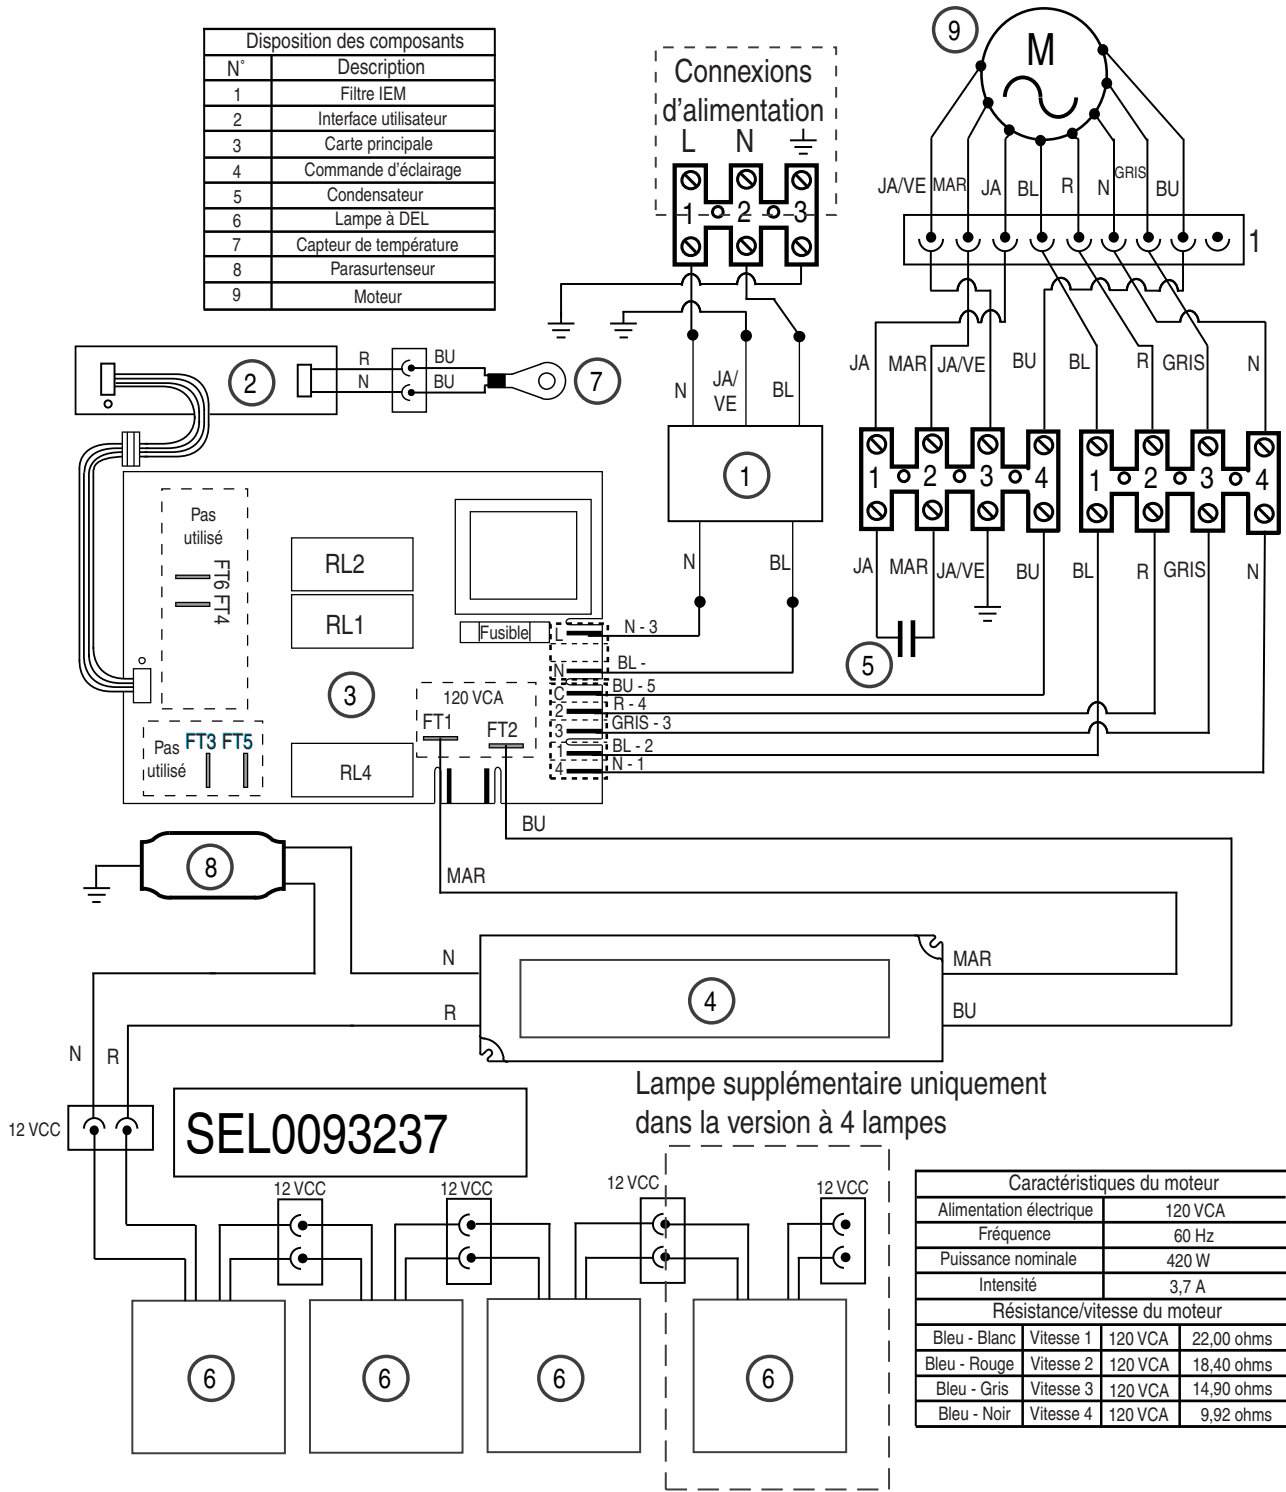 Disposition des composants
N° Description
1 Filtre IEM
2 Interface utilisateur
3 Carte principale
4 Commande d'éclairage
5 Condensateur
6 Lampe à DEL
7 Capteur de température
8 Parasurtenseur
9 Moteur
Connexions
d'alimentation
L N
1 2 3
9
M
JA/VE MAR JA BL R N GRIS BU
1
2
R BU
N BU
7
N JA/
VE BL
1
N BL
JA MAR JA/VE BU BL R GRIS N
1 2 3 4 1 2 3 4
JA MAR JA/VE BU BL R GRIS N
5
Pas
utilisé
FT6 FT4
RL2
RL1
3
Fusible
L N - 3
N BL -
C BU - 5
2 R - 4
3 GRIS - 3
1 BL - 2
4 N - 1
120 VCA
FT1 FT2
Pas
utilisé
FT3 FT5
RL4
BU
MAR
8
N MAR
4
R BU
N R
12 VCC
SEL0093237
Lampe supplémentaire uniquement
dans la version à 4 lampes
12 VCC 12 VCC 12 VCC 12 VCC
6 6 6 6
Caractéristiques du moteur
Alimentation électrique 120 VCA
Fréquence 60 Hz
Puissance nominale 420 W
Intensité 3,7 A
Résistance/vitesse du moteur
Bleu - Blanc Vitesse 1 120 VCA 22,00 ohms
Bleu - Rouge Vitesse 2 120 VCA 18,40 ohms
Bleu - Gris Vitesse 3 120 VCA 14,90 ohms
Bleu - Noir Vitesse 4 120 VCA 9,92 ohms